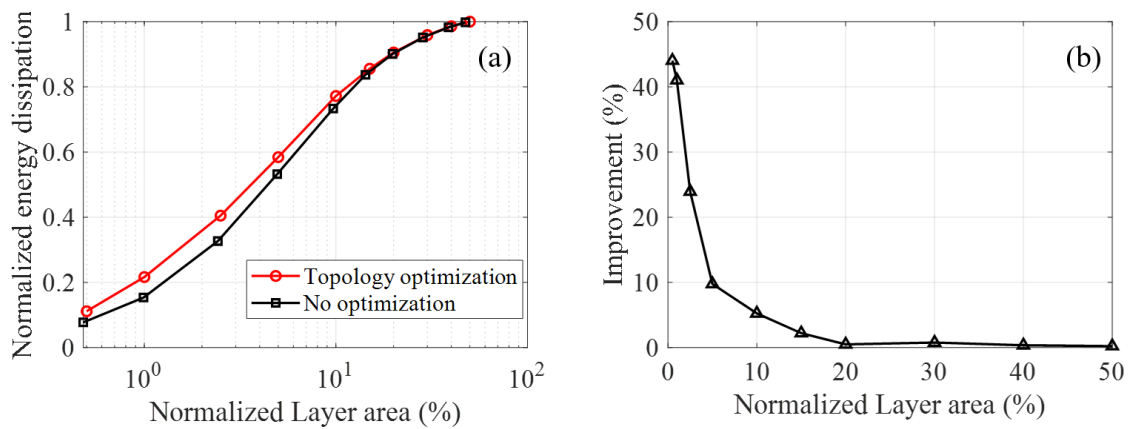 Normalized energy dissipation
1
0.8
0.6
0.4
0.2
0
(a)
Topology optimization
No optimization
10^0
10^1
10^2
Normalized Layer area (%)
Improvement (%)
50
40
30
20
10
0
(b)
0 10 20 30 40 50
Normalized Layer area (%)